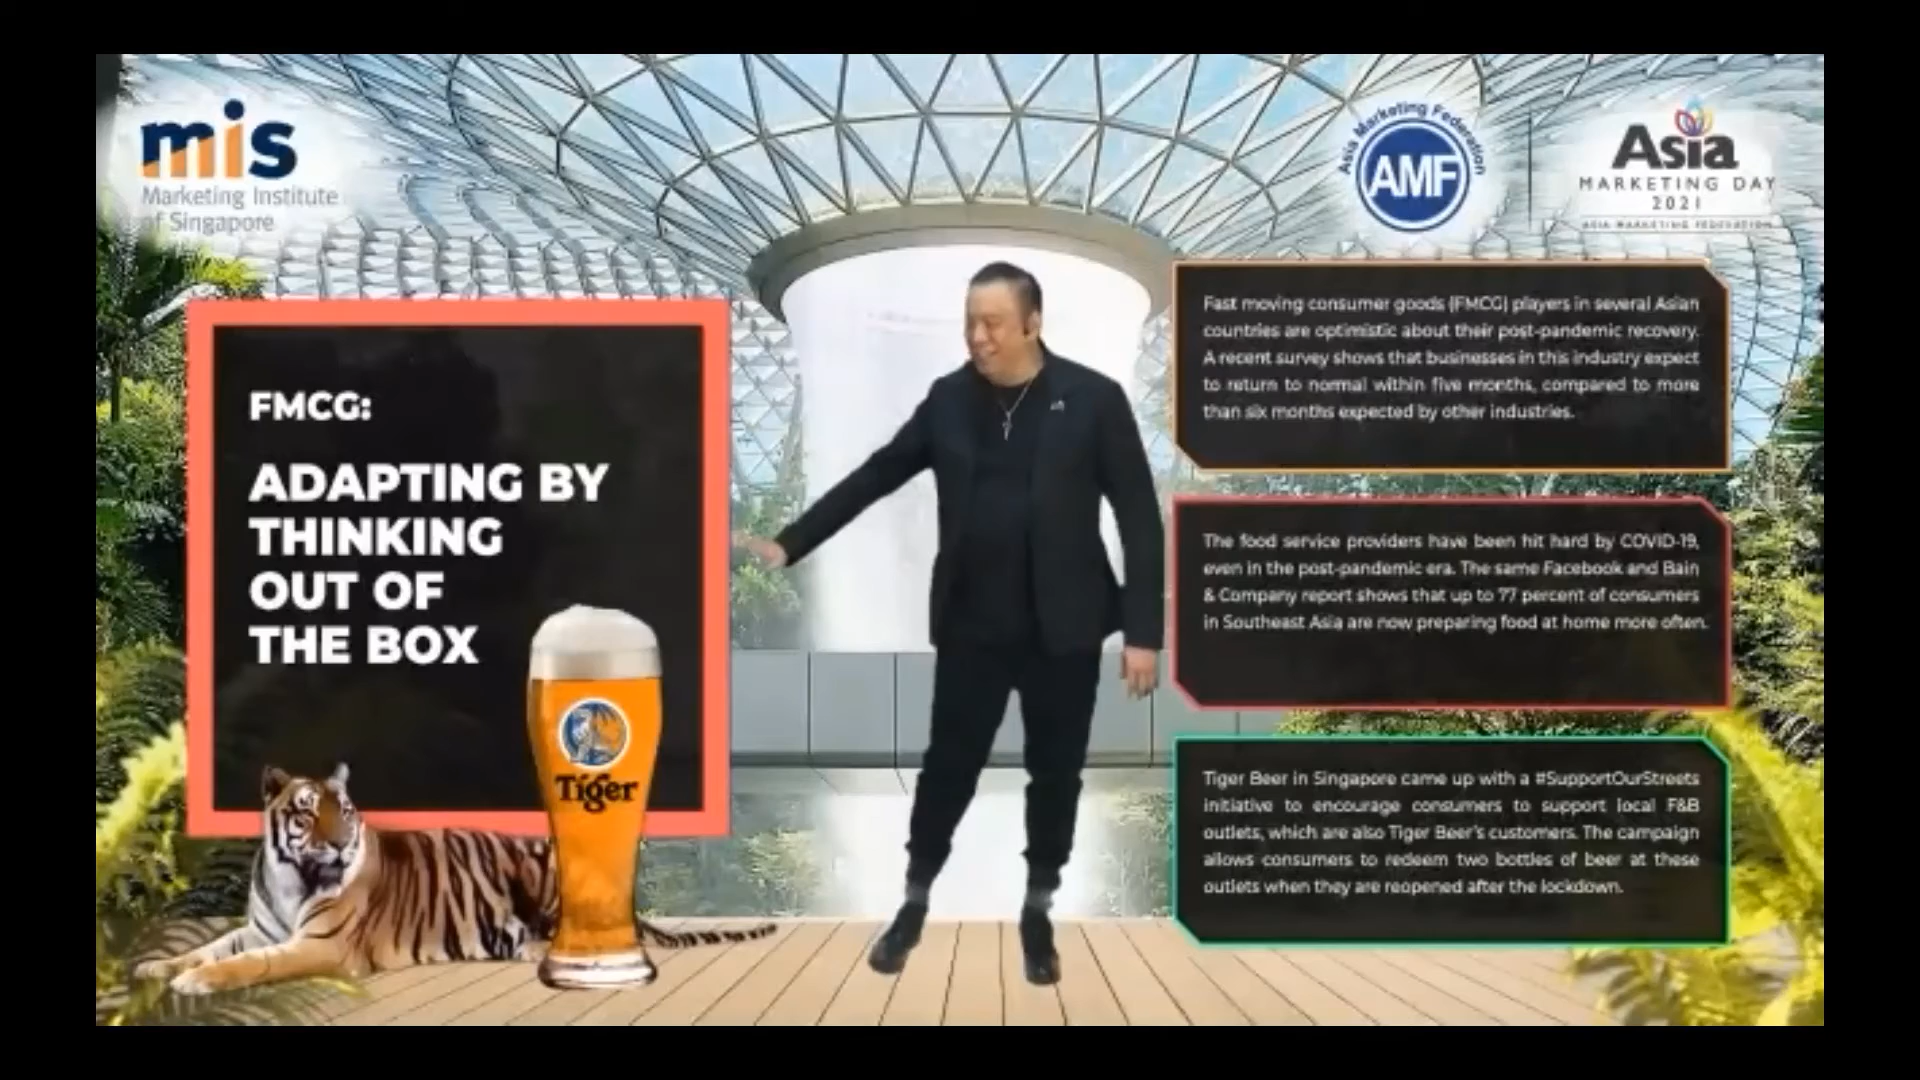 mis
Marketing Institute
of Singapore
Asia Marketing Federation
AMF
Asia
MARKETING DAY
2021
ASIA MARKETING FEDERATION
FMCG:
ADAPTING BY
THINKING
OUT OF
THE BOX
Tiger
Fast moving consumer goods (FMCG) players in several Asian
countries are optimistic about their post-pandemic recovery.
A recent survey shows that businesses in this industry expect
to return to normal within five months, compared to more
than six months expected by other industries.
The food service providers have been hit hard by COVID-19,
even in the post-pandemic era. The same Facebook and Bain
& Company report shows that up to 77 percent of consumers
in Southeast Asia are now preparing food at home more often.
Tiger Beer in Singapore came up with a #SupportOurStreets
initiative to encourage consumers to support local F&B
outlets, which are also Tiger Beer's customers. The campaign
allows consumers to redeem two bottles of beer at these
outlets when they are reopened after the lockdown.